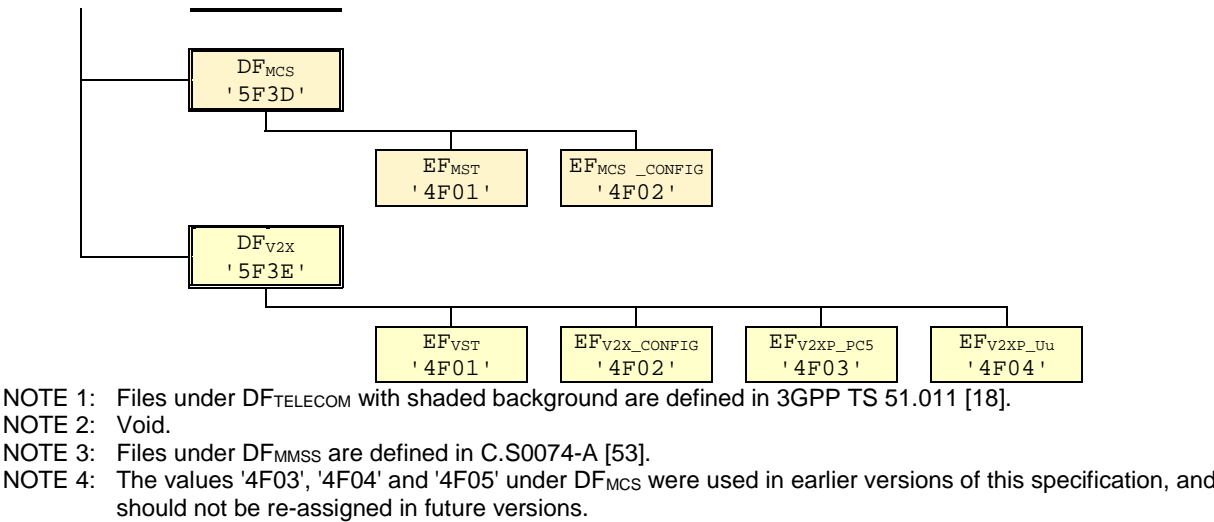 DFMCS
'5F3D'
EFMST EFMCS _CONFIG
'4F01' '4F02'
DFV2X
'5F3E'
EFVST EFV2X_CONFIG EFV2XP_PC5 EFV2XP_Uu
'4F01' '4F02' '4F03' '4F04'
NOTE 1: Files under DFTELECOM with shaded background are defined in 3GPP TS 51.011 [18].
NOTE 2: Void.
NOTE 3: Files under DFMMSS are defined in C.S0074-A [53].
NOTE 4: The values '4F03', '4F04' and '4F05' under DFMCS were used in earlier versions of this specification, and
should not be re-assigned in future versions.